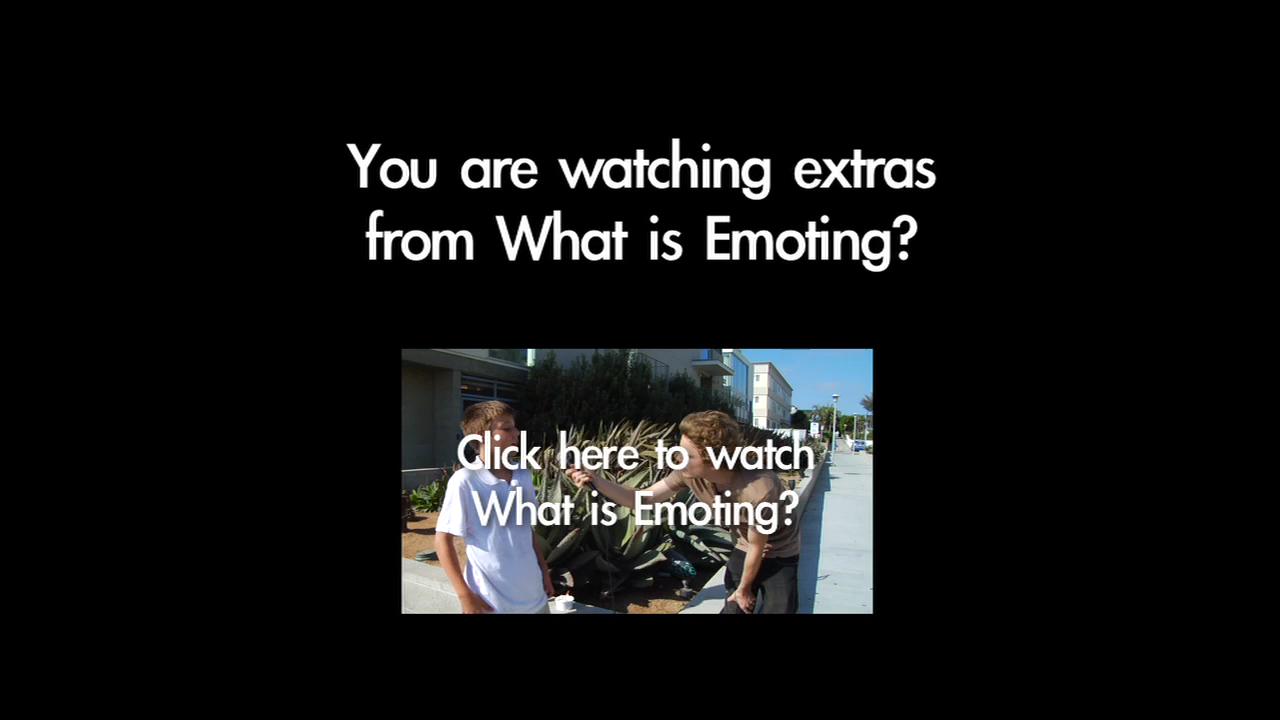 You are watching extras
from What is Emoting?
Click here to watch
What is Emoting?